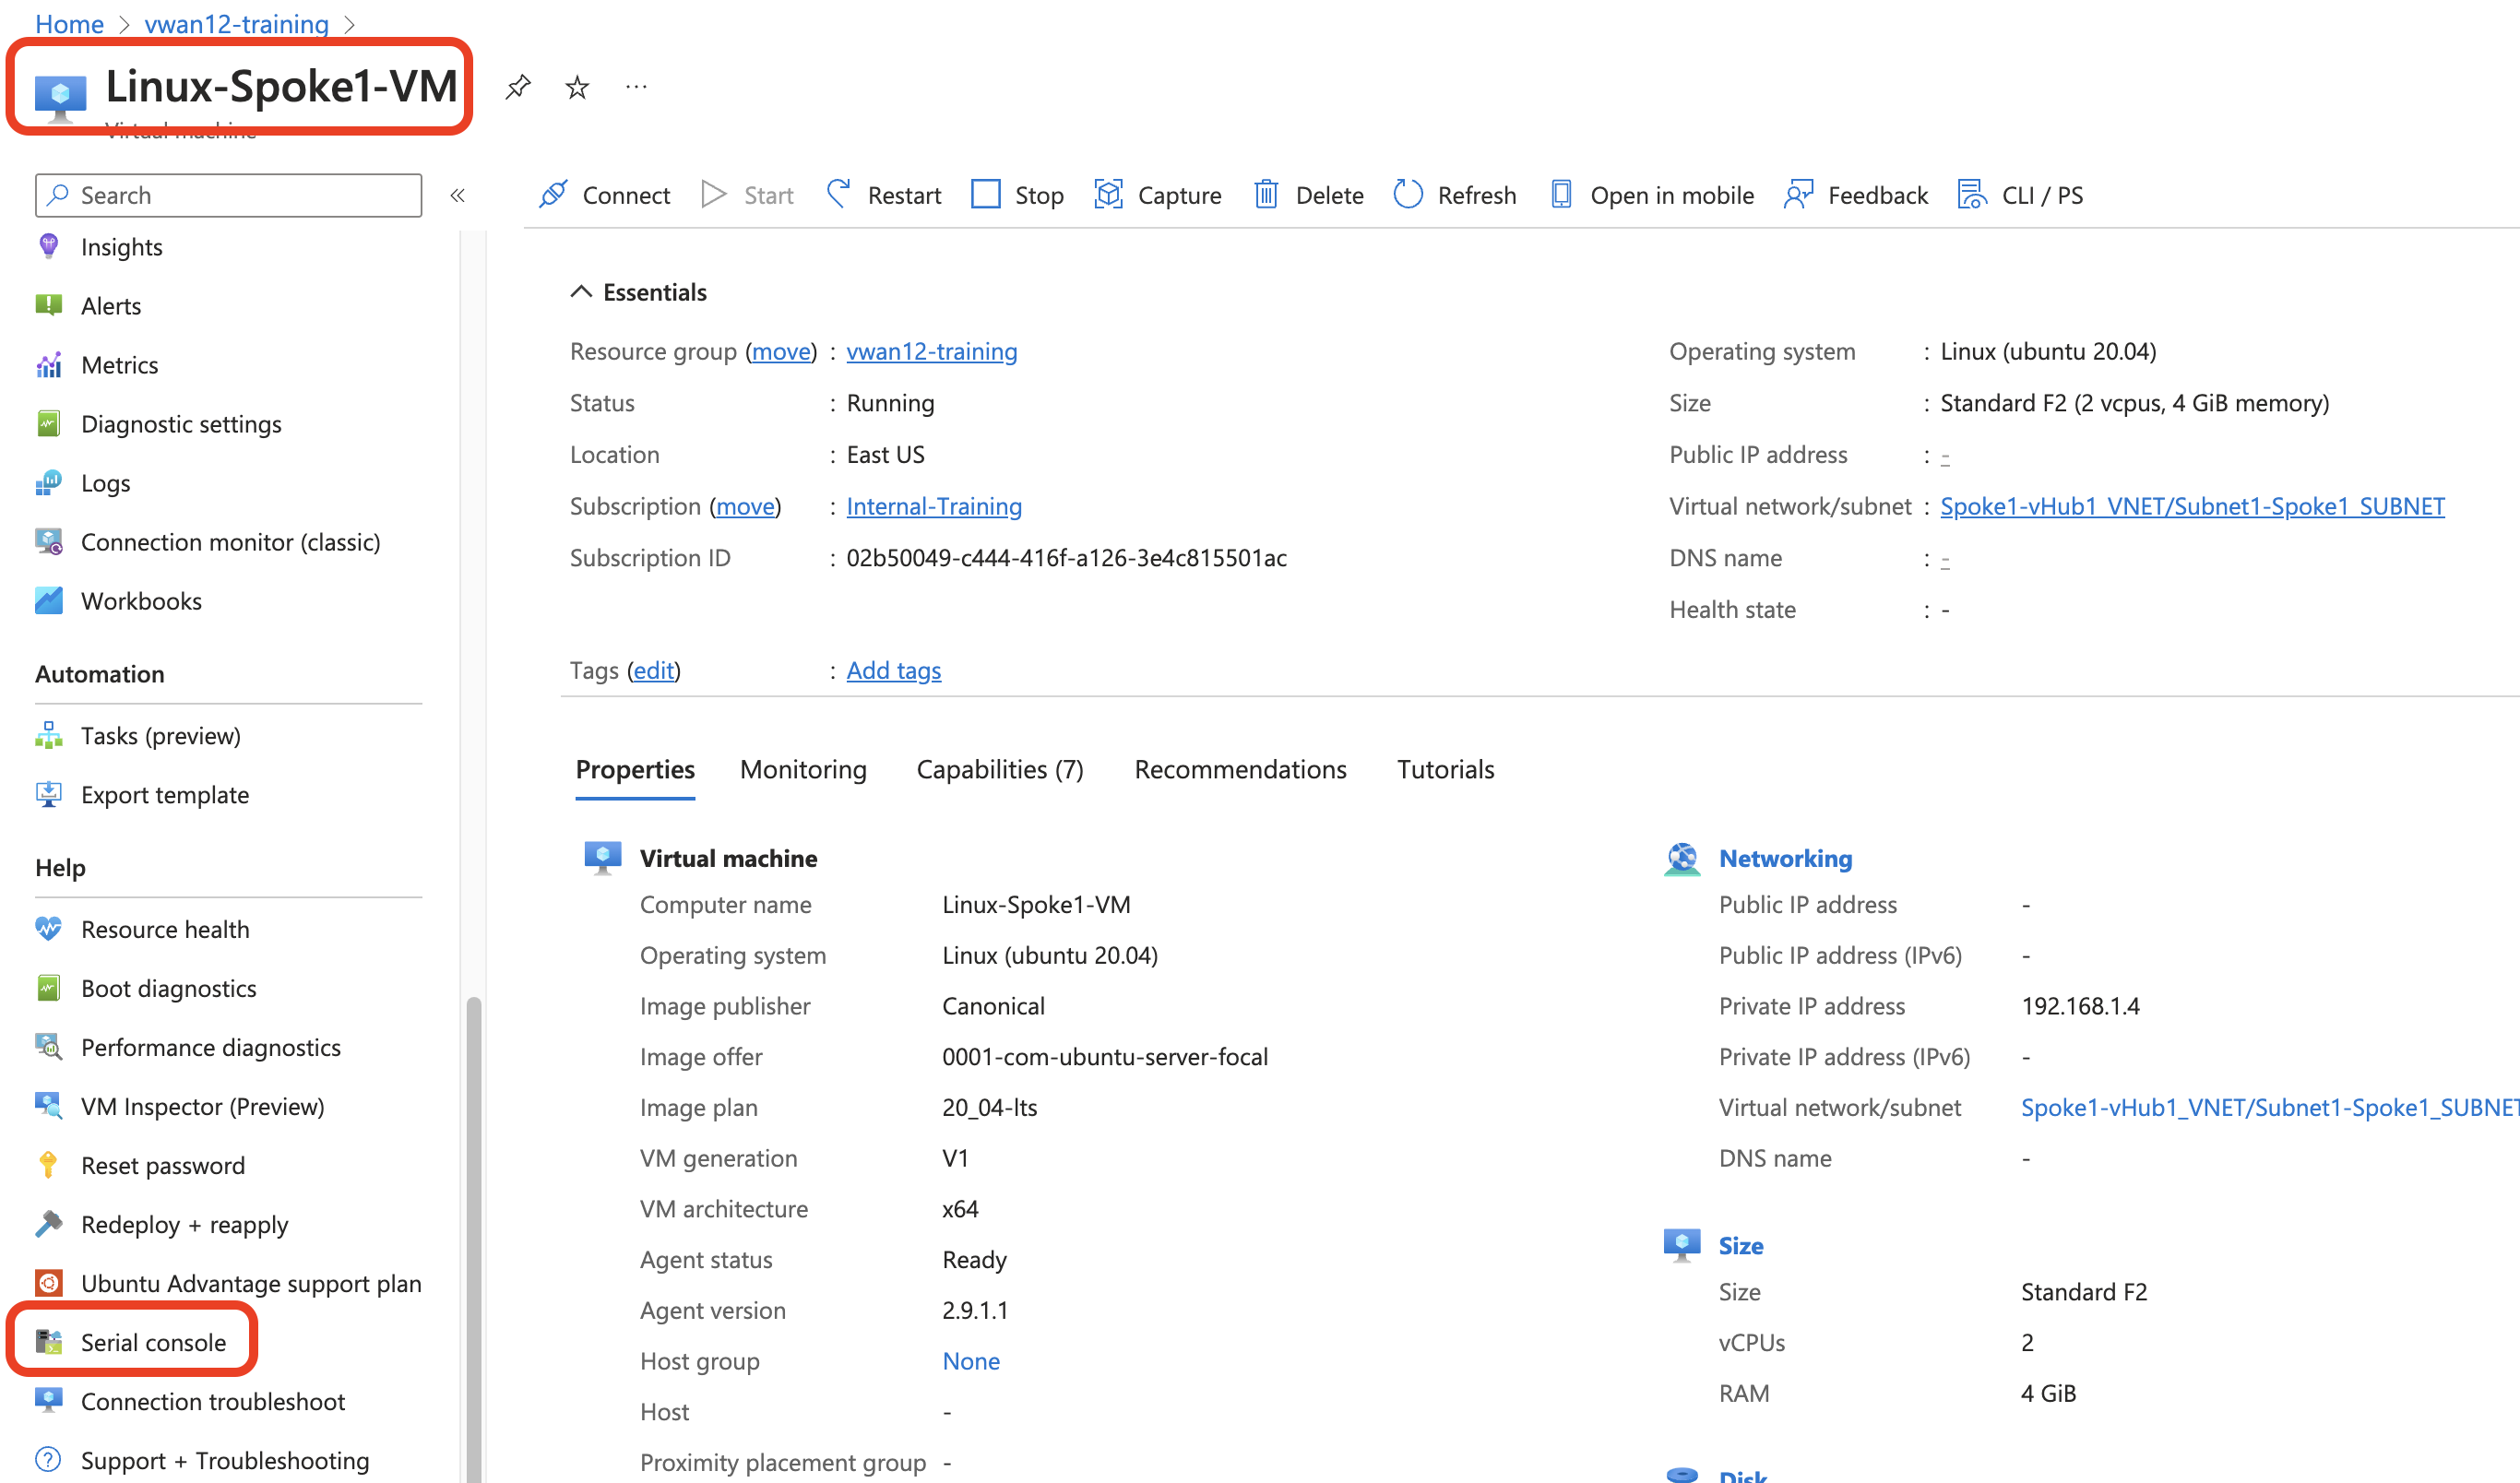 Home > vwan12-training >
Linux-Spoke1-VM
Virtual machine
Search
«
Connect
Start
Restart
Stop
Capture
Delete
Refresh
Open in mobile
Feedback
CLI / PS
Insights
Alerts
Metrics
Diagnostic settings
Logs
Connection monitor (classic)
Workbooks
Automation
Tasks (preview)
Export template
Help
Resource health
Boot diagnostics
Performance diagnostics
VM Inspector (Preview)
Reset password
Redeploy + reapply
Ubuntu Advantage support plan
Serial console
Connection troubleshoot
Support + Troubleshooting
Essentials
Resource group (move) : vwan12-training
Status : Running
Location : East US
Subscription (move) : Internal-Training
Subscription ID : 02b50049-c444-416f-a126-3e4c815501ac
Tags (edit) : Add tags
Operating system : Linux (ubuntu 20.04)
Size : Standard F2 (2 vcpus, 4 GiB memory)
Public IP address : -
Virtual network/subnet : Spoke1-vHub1_VNET/Subnet1-Spoke1_SUBNET
DNS name : -
Health state : -
Properties
Monitoring
Capabilities (7)
Recommendations
Tutorials
Virtual machine
Computer name Linux-Spoke1-VM
Operating system Linux (ubuntu 20.04)
Image publisher Canonical
Image offer 0001-com-ubuntu-server-focal
Image plan 20_04-lts
VM generation V1
VM architecture x64
Agent status Ready
Agent version 2.9.1.1
Host group None
Host -
Proximity placement group -
Networking
Public IP address -
Public IP address (IPv6) -
Private IP address 192.168.1.4
Private IP address (IPv6) -
Virtual network/subnet Spoke1-vHub1_VNET/Subnet1-Spoke1_SUBNET
DNS name -
Size
Size Standard F2
vCPUs 2
RAM 4 GiB
Disk